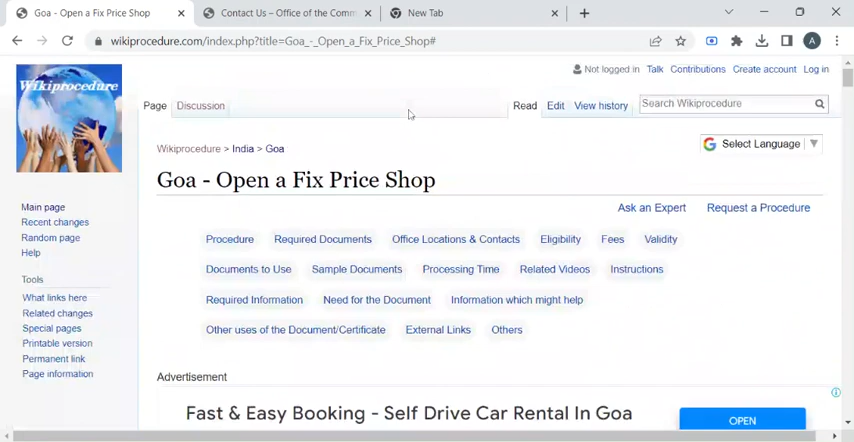 Goa - Open a Fix Price Shop
Contact Us – Office of the Comm
New Tab
wikiprocedure.com/index.php?title=Goa_-_Open_a_Fix_Price_Shop#
A
Wikiprocedure
Not logged in Talk Contributions Create account Log in
Page Discussion Read Edit View history Search Wikiprocedure
Wikiprocedure > India > Goa
G Select Language
Goa - Open a Fix Price Shop
Ask an Expert Request a Procedure
Main page
Recent changes
Random page
Help
Tools
What links here
Related changes
Special pages
Printable version
Permanent link
Page information
Procedure Required Documents Office Locations & Contacts Eligibility Fees Validity
Documents to Use Sample Documents Processing Time Related Videos Instructions
Required Information Need for the Document Information which might help
Other uses of the Document/Certificate External Links Others
Advertisement
Fast & Easy Booking - Self Drive Car Rental In Goa
OPEN